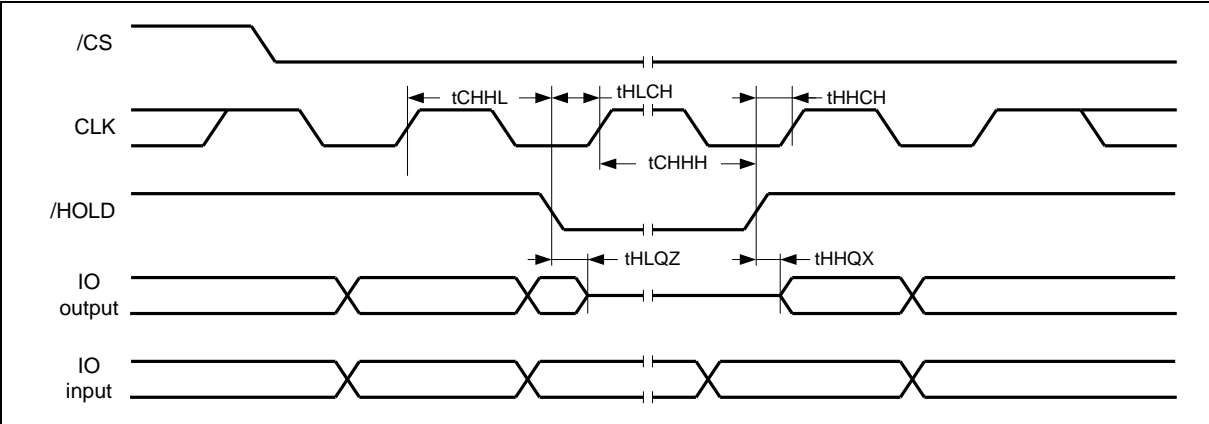 /CS
tCHHL
tHLCH
tHHCH
CLK
tCHHH
/HOLD
tHLQZ
tHHQX
IO
output
IO
input